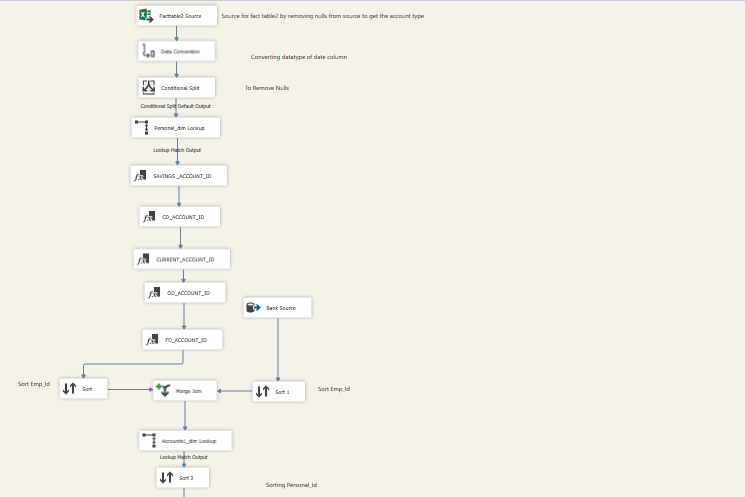 Facttable2 Source
Source for fact table2 by removing nulls from source to get the account type
Data Conversion
Converting datatype of date column
Conditional Split
To Remove Nulls
Conditional Split Default Output
Personal_dim Lookup
Lookup Match Output
SAVINGS _ACCOUNT_ID
CD_ACCOUNT_ID
CURRENT_ACCOUNT_ID
OD_ACCOUNT_ID
Bank Source
FD_ACCOUNT_ID
Sort Emp_Id
Sort
Merge Join
Sort 1
Sort Emp_Id
Accounts1_dim Lookup
Lookup Match Output
Sort 2
Sorting Personal_Id